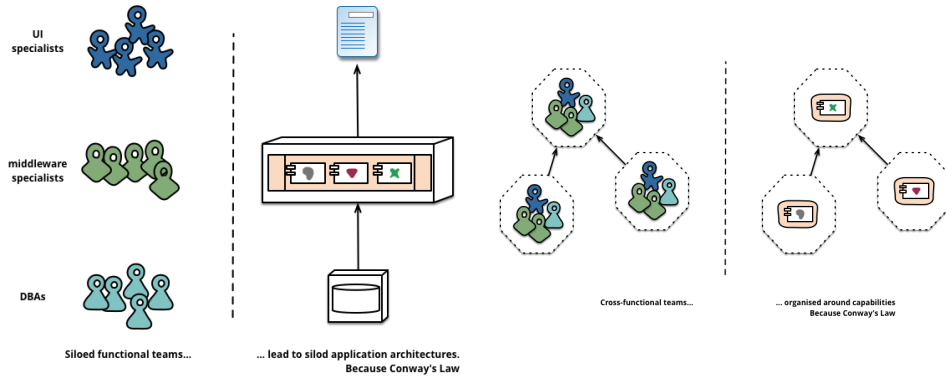 UI
specialists
middleware
specialists
DBAs
Siloed functional teams...
... lead to silod application architectures.
Because Conway's Law
Cross-functional teams...
... organised around capabilities
Because Conway's Law